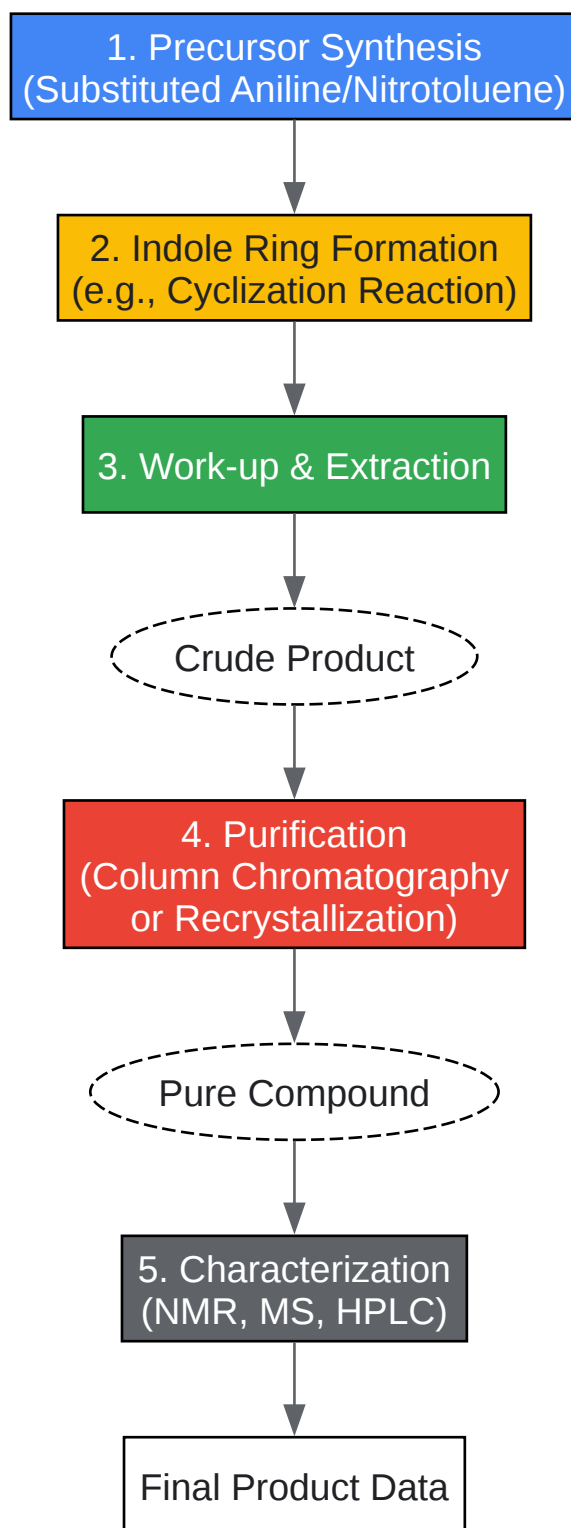 1. Precursor Synthesis
(Substituted Aniline/Nitrotoluene)
2. Indole Ring Formation
(e.g., Cyclization Reaction)
3. Work-up & Extraction
Crude Product
4. Purification
(Column Chromatography
or Recrystallization)
Pure Compound
5. Characterization
(NMR, MS, HPLC)
Final Product Data